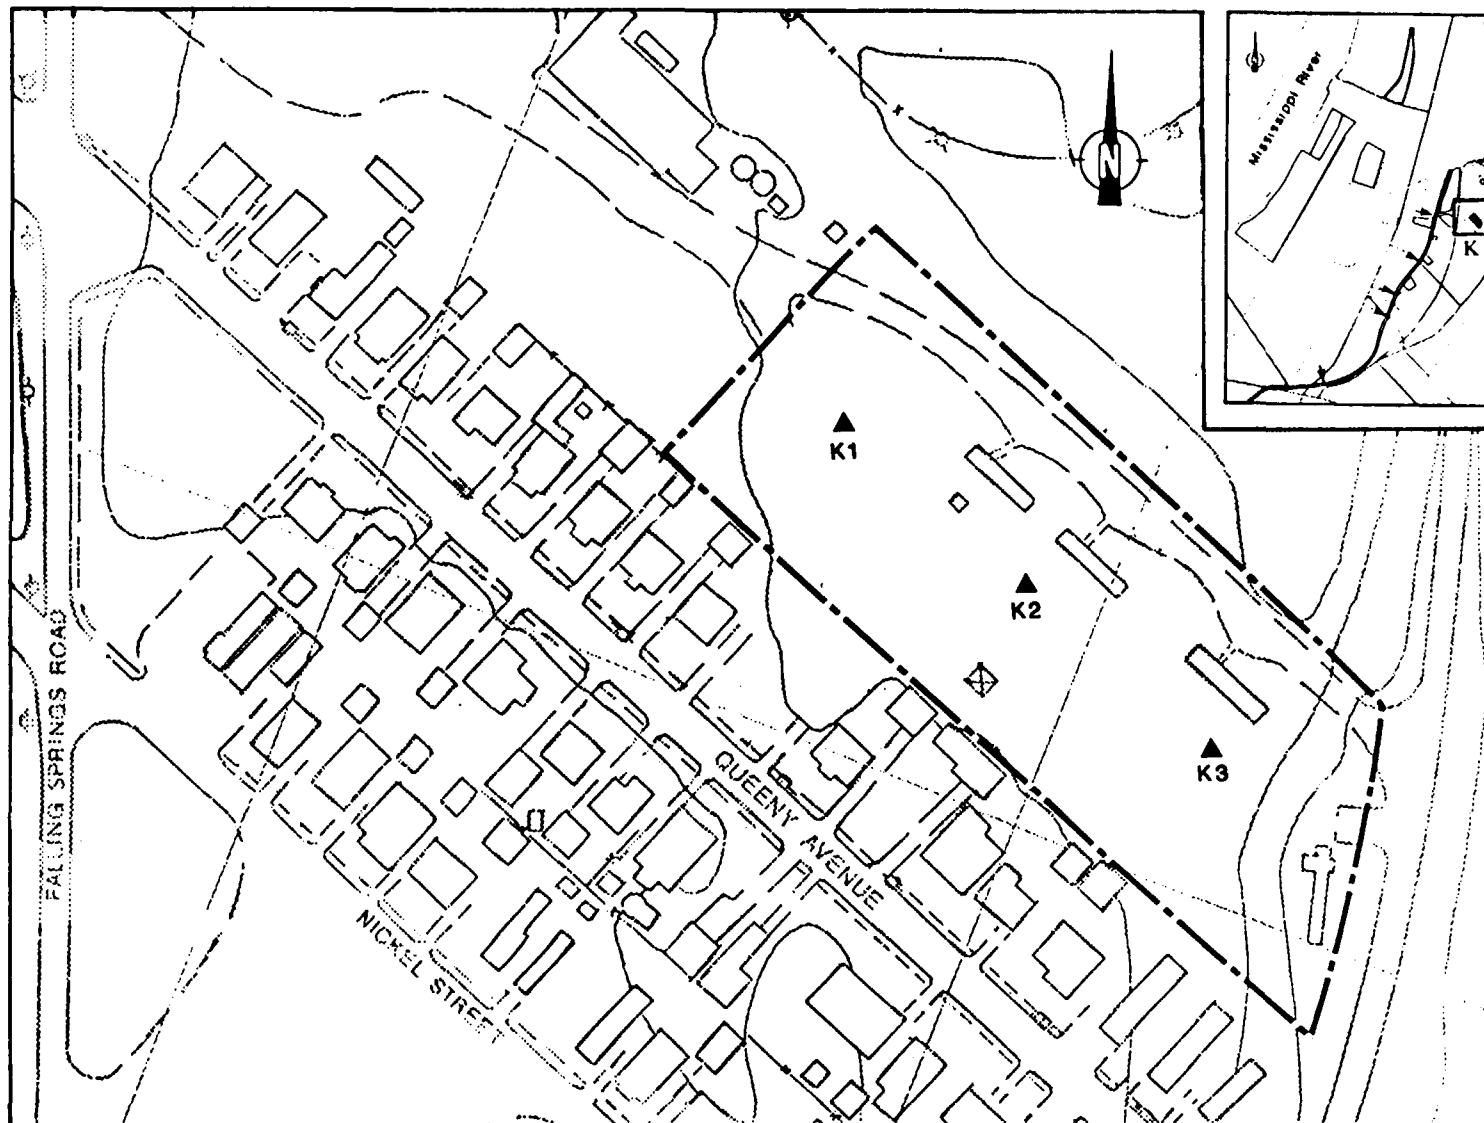 N
Mississippi River
K
K1
K2
K3
FALLING SPRINGS ROAD
QUEENY AVENUE
NICKEL STREET